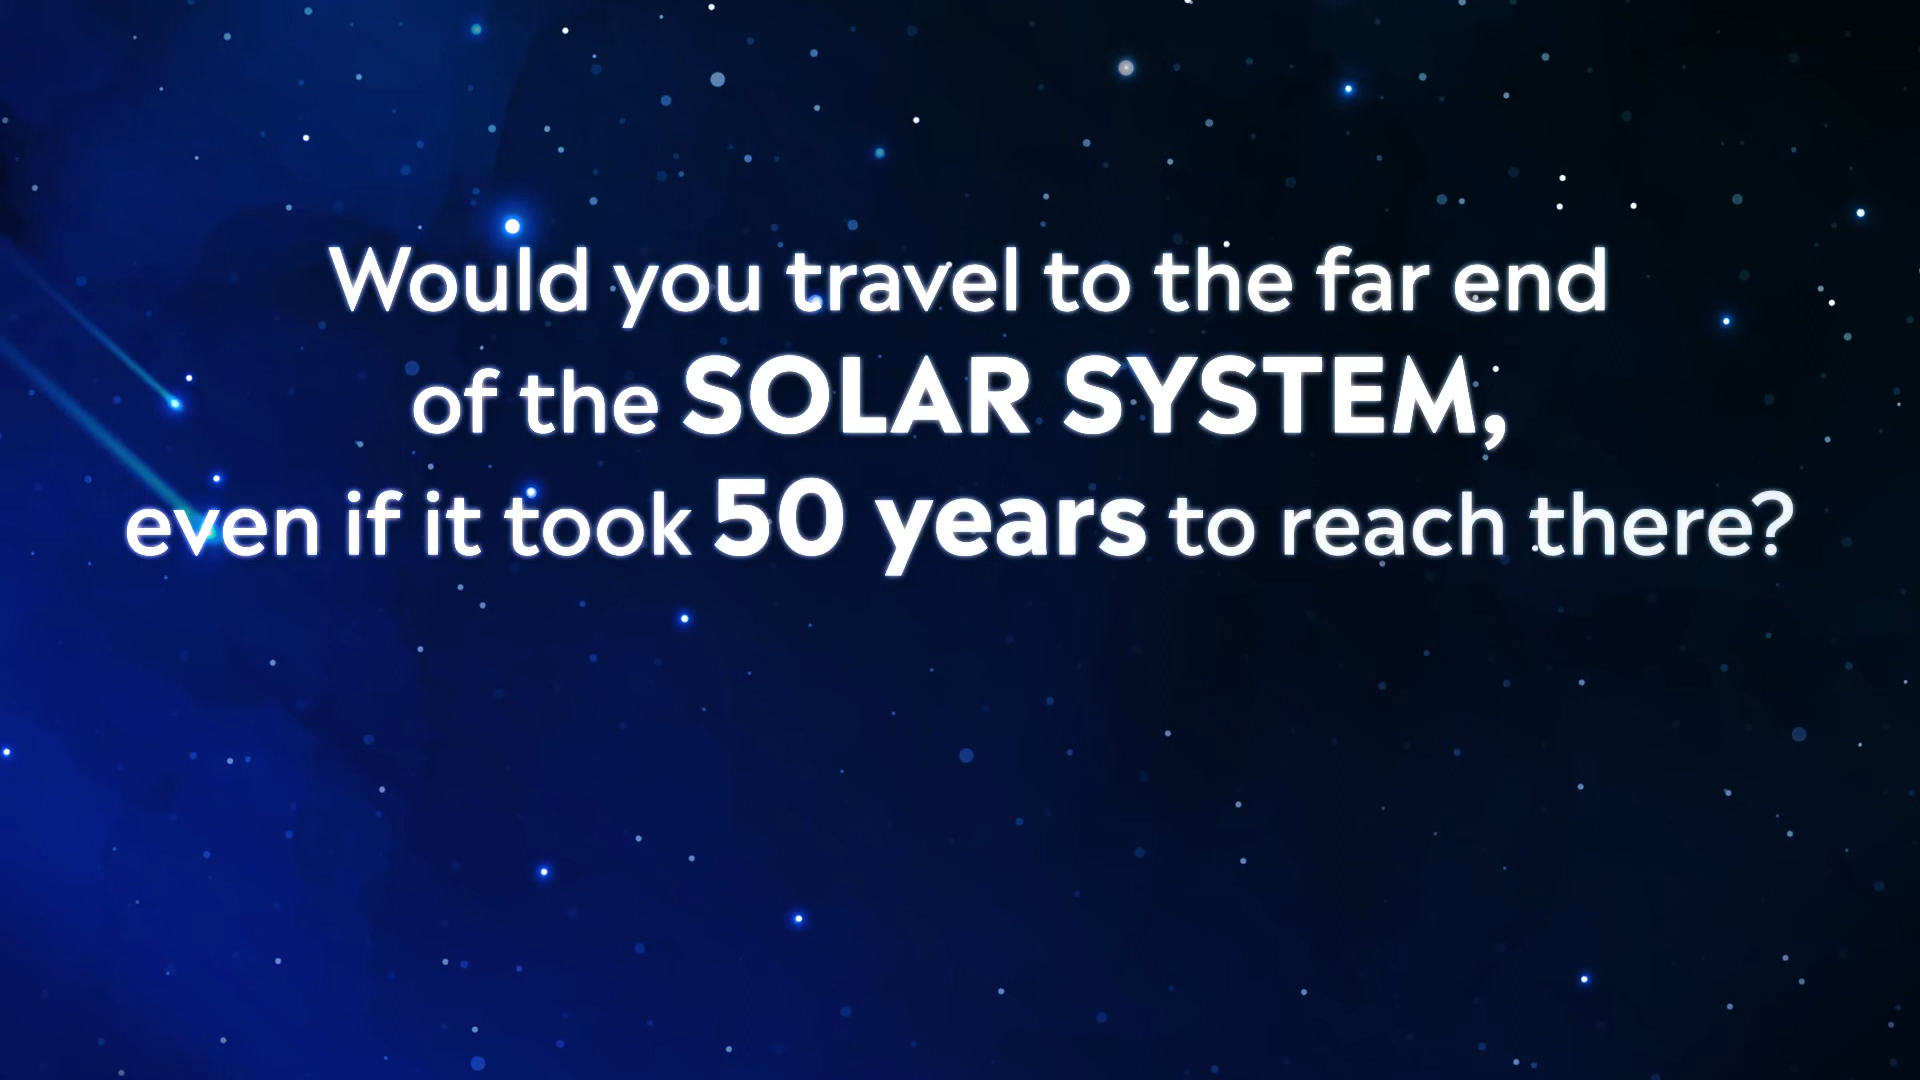 Would you travel to the far end
of the SOLAR SYSTEM,
even if it took 50 years to reach there?